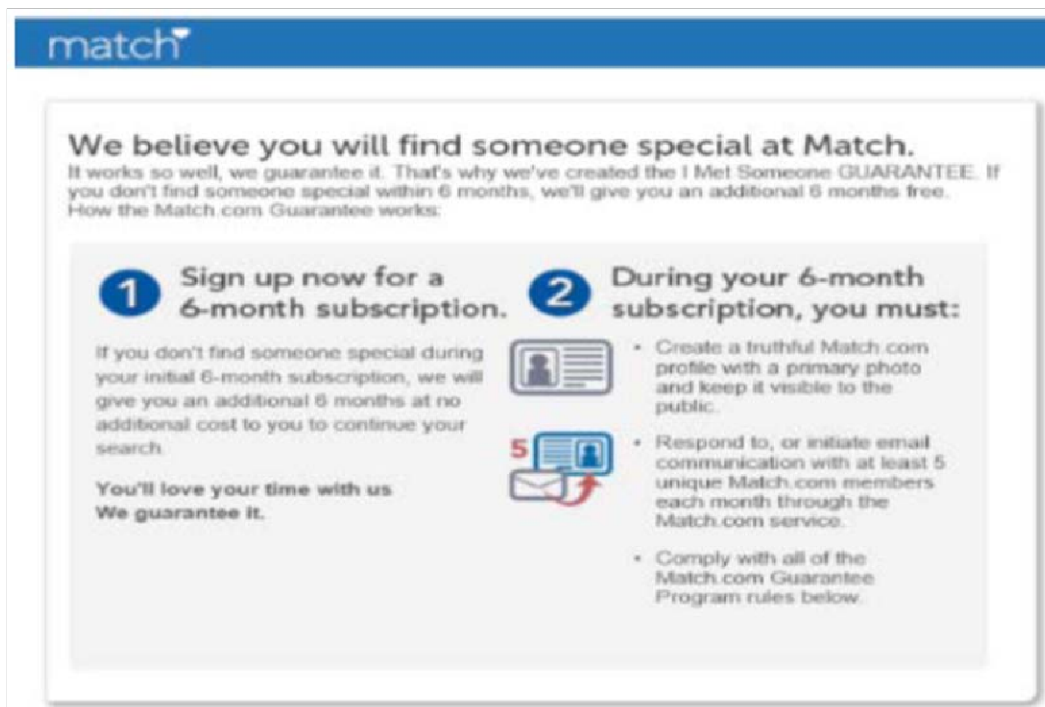 match
We believe you will find someone special at Match.
It works so well, we guarantee it. That's why we've created the I Met Someone GUARANTEE. If
you don't find someone special within 6 months, we'll give you an additional 6 months free.
How the Match.com Guarantee works:
1
Sign up now for a
6-month subscription.
If you don't find someone special during
your initial 6-month subscription, we will
give you an additional 6 months at no
additional cost to you to continue your
search.
You'll love your time with us
We guarantee it.
2
During your 6-month
subscription, you must:
• Create a truthful Match.com
profile with a primary photo
and keep it visible to the
public.
5
• Respond to, or initiate email
communication with at least 5
unique Match.com members
each month through the
Match.com service.
• Comply with all of the
Match.com Guarantee
Program rules below.